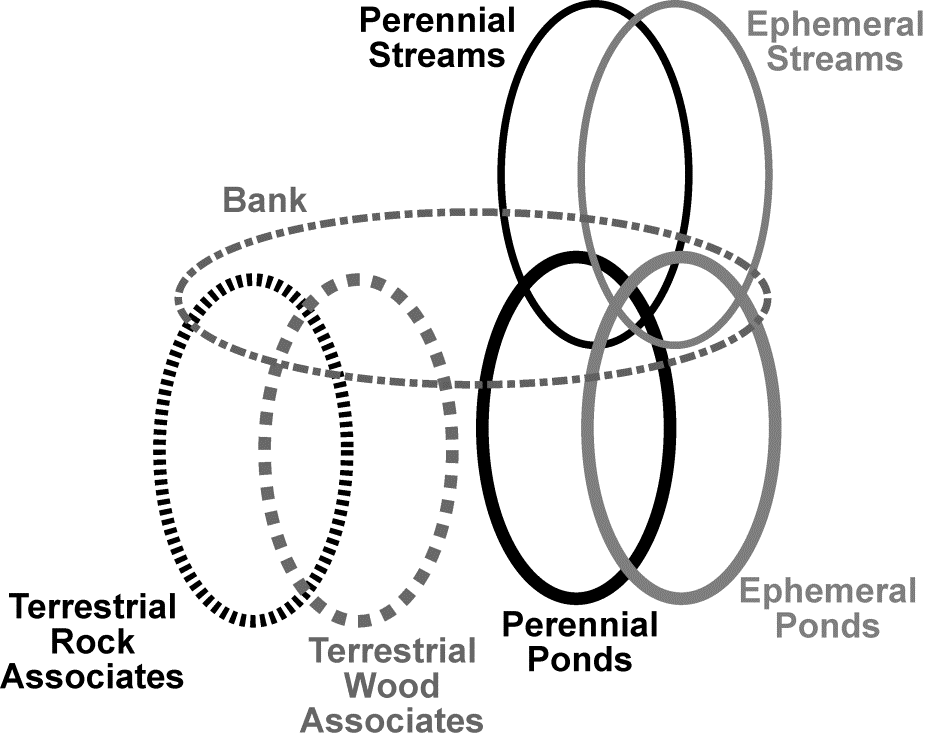 Perennial
Streams
Ephemeral
Streams
Bank
Terrestrial
Rock
Associates
Terrestrial
Wood
Associates
Perennial
Ponds
Ephemeral
Ponds